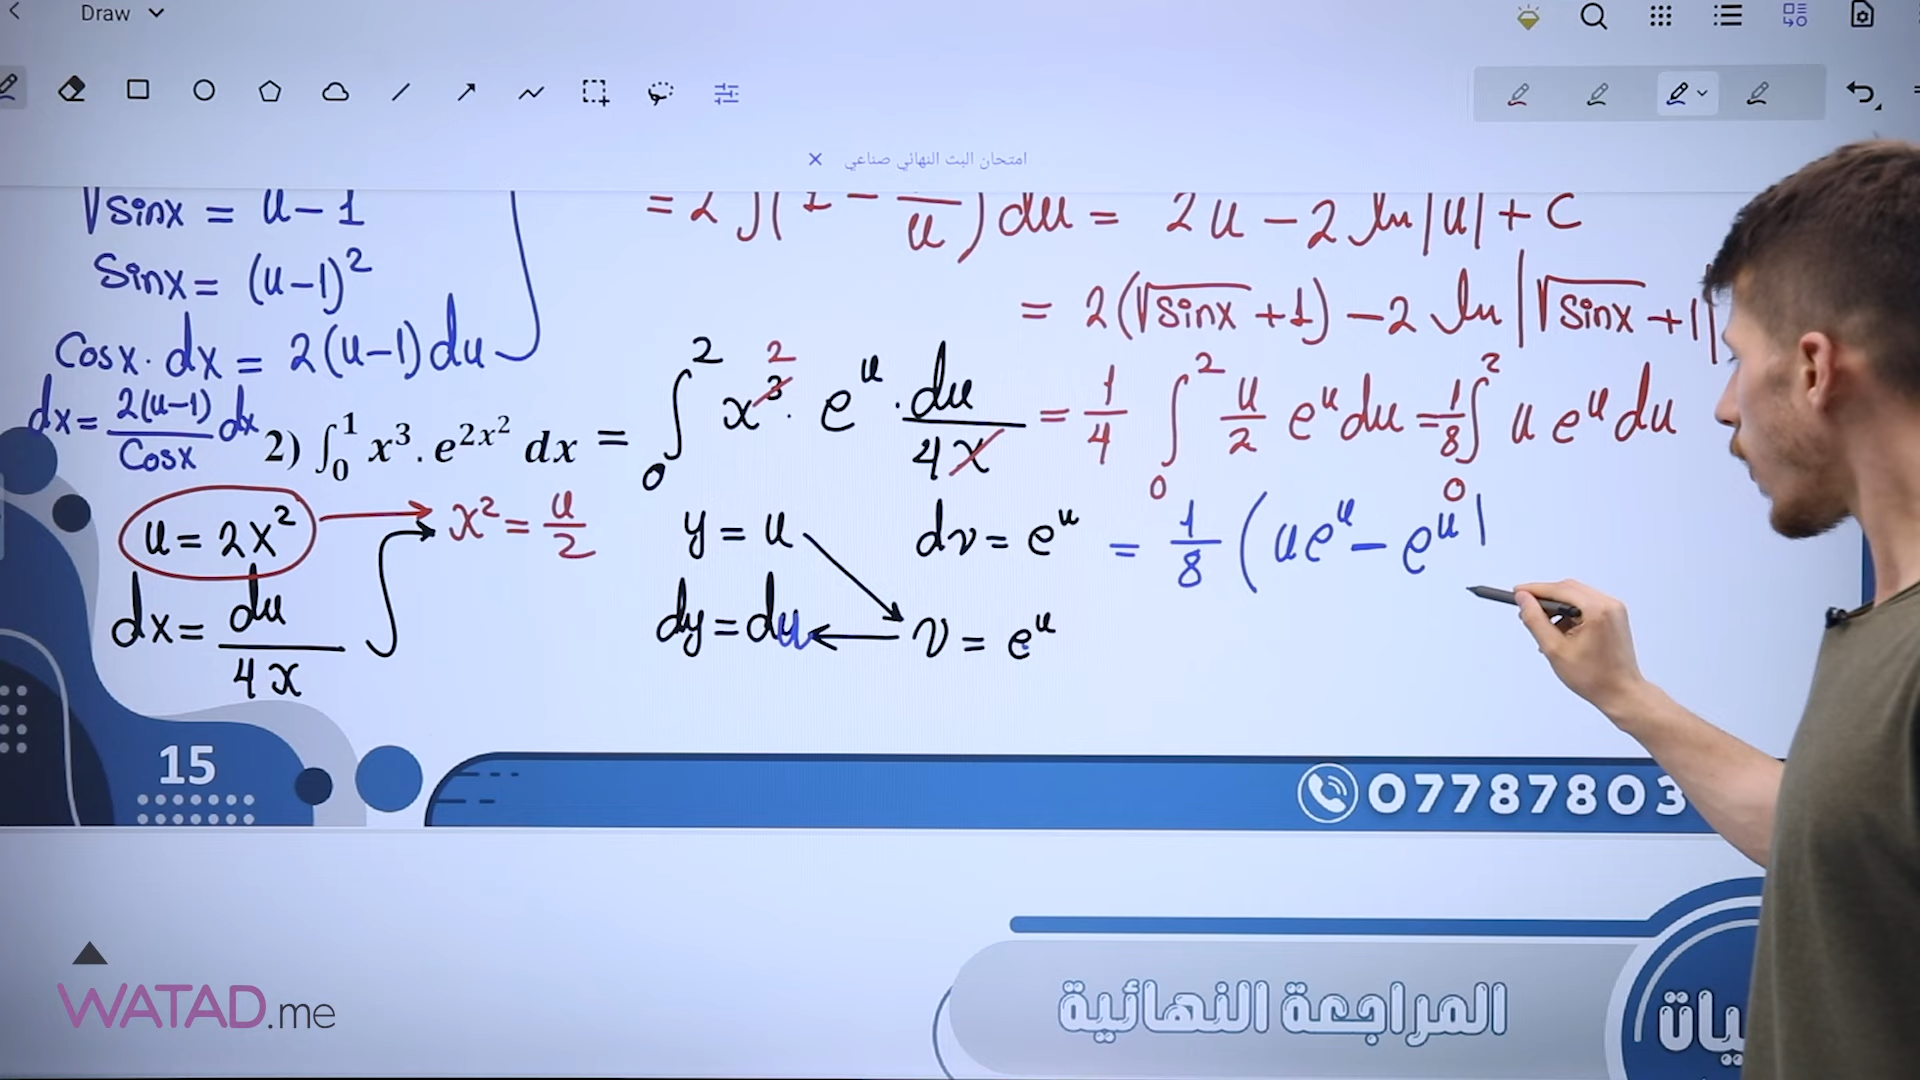 Draw
امتحان البث النهائي صناعي
√sinx = u - 1
= 2 ∫(1 - /u) du = 2u - 2 ln|u| + C
sinx = (u-1)²
= 2(√sinx + 1) - 2 ln|√sinx + 1|
cosx · dx = 2(u-1) du
dx = 2(u-1)/cosx dx
2) ∫₀¹ x³ . e^(2x²) dx = ∫₀² x³ ² · e^u · du/4x = 1/4 ∫₀² u/2 e^u du = 1/8 ∫₀² u e^u du
u = 2x² → x² = u/2
y = u dv = e^u
= 1/8 (ue^u - e^u |
dx = du/4x
dy = du v = e^u
15
07787803
WATAD.me
المراجعة النهائية